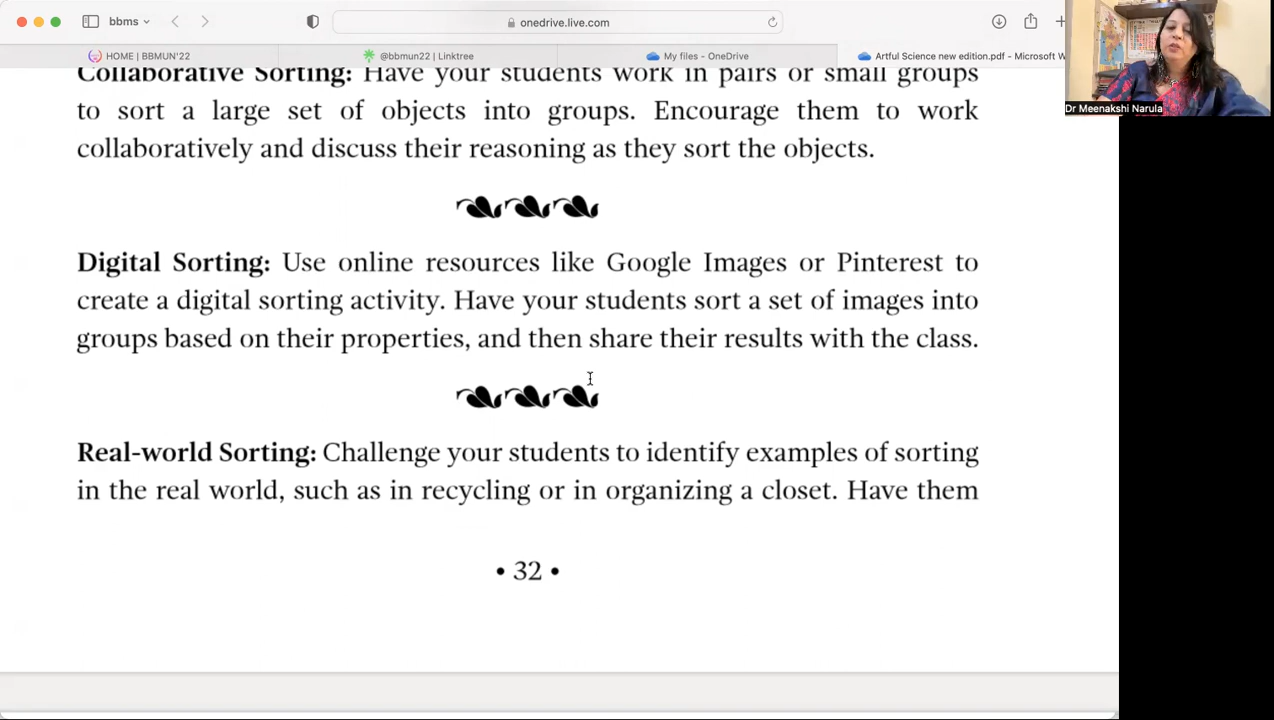 bbms
onedrive.live.com
HOME | BBMUN'22
@bbmun22 | Linktree
My files - OneDrive
Artful Science new edition.pdf - Microsoft W
Dr Meenakshi Narula
Collaborative Sorting: Have your students work in pairs or small groups
to sort a large set of objects into groups. Encourage them to work
collaboratively and discuss their reasoning as they sort the objects.
Digital Sorting: Use online resources like Google Images or Pinterest to
create a digital sorting activity. Have your students sort a set of images into
groups based on their properties, and then share their results with the class.
Real-world Sorting: Challenge your students to identify examples of sorting
in the real world, such as in recycling or in organizing a closet. Have them
• 32 •